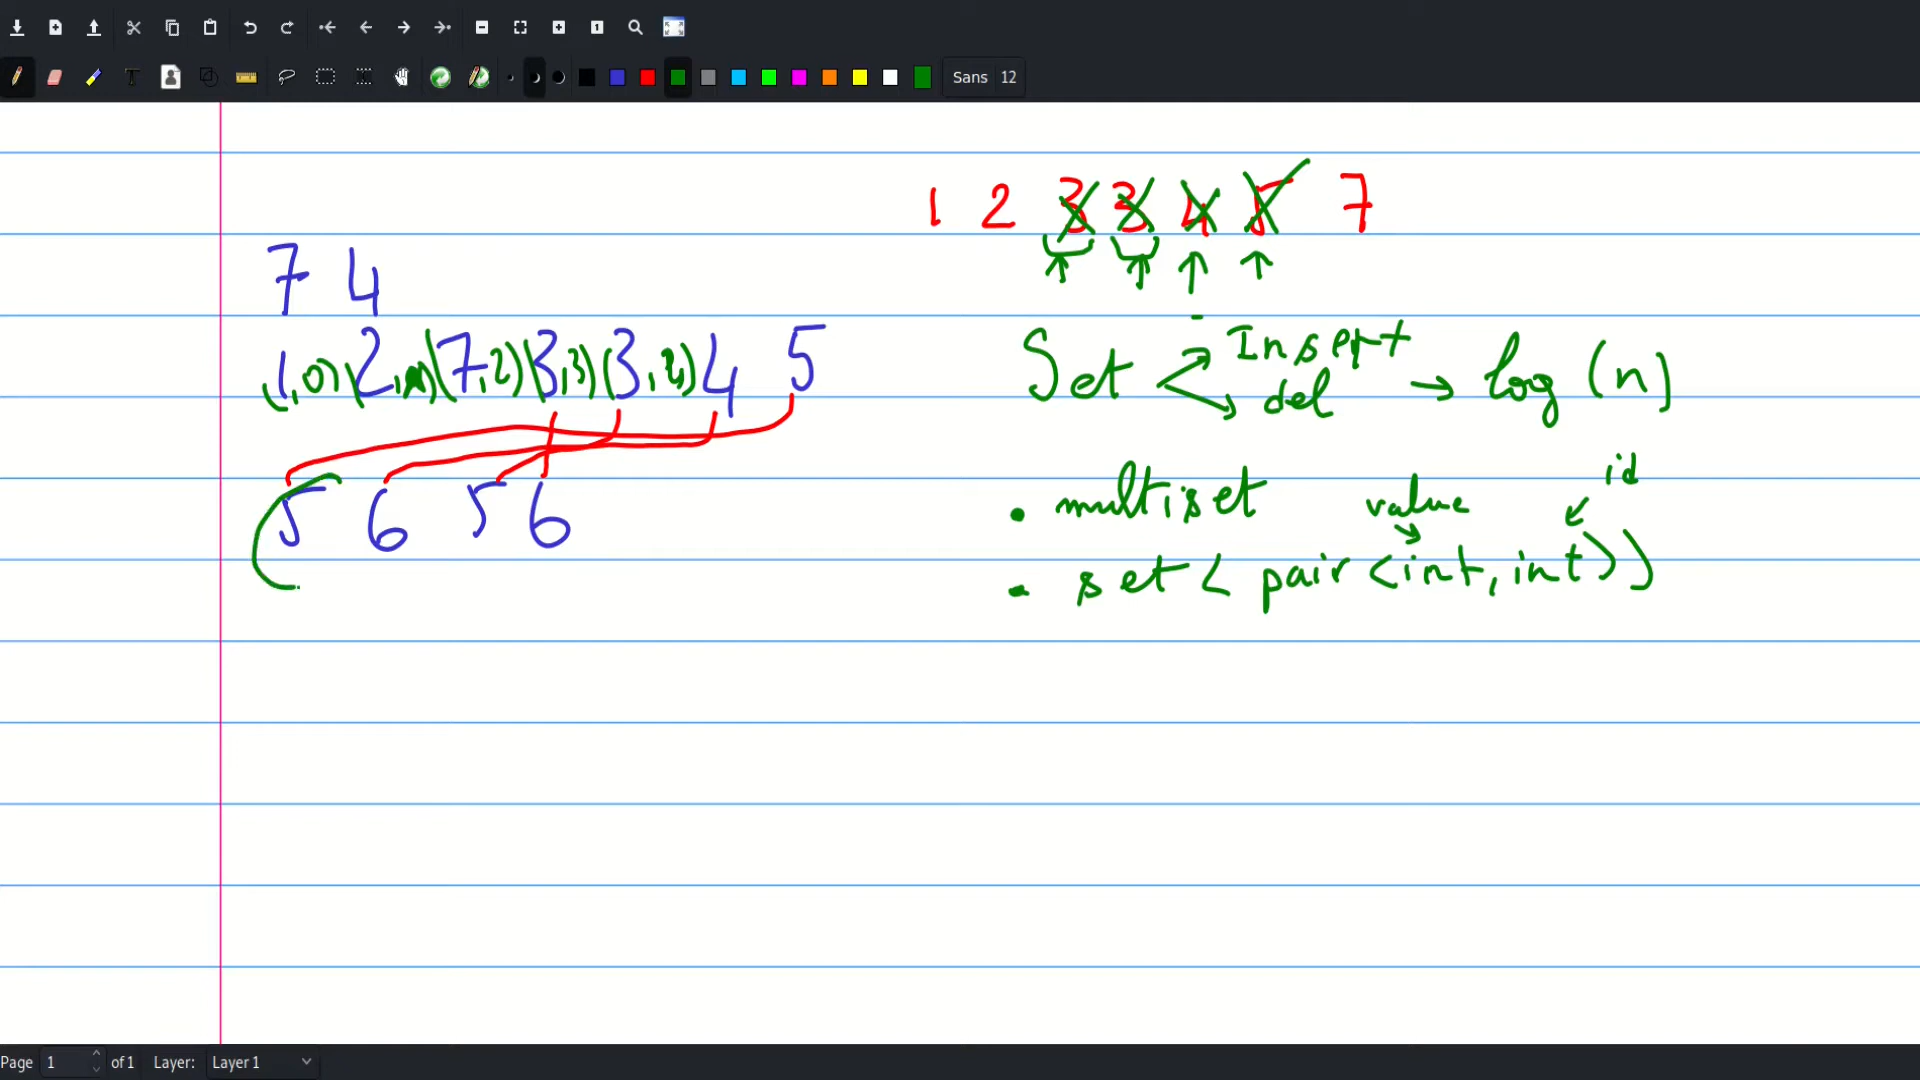 Sans 12
1 2 3 3 4 5 7
7 4
(1,0)(2,1)(7,2)(3,3)(3,4) 4 5
5 6 5 6
Set Insert
del → log(n)
• multiset value id
• set < pair <int, int>>
Page 1 of 1 Layer: Layer 1